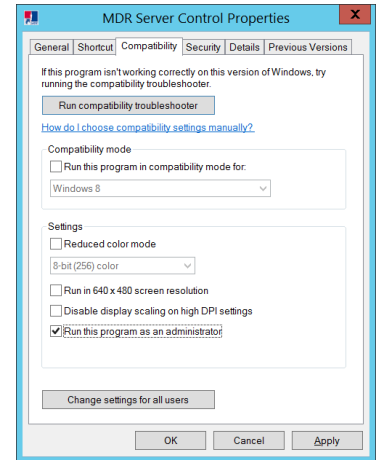 MDR Server Control Properties
x
General Shortcut Compatibility Security Details Previous Versions
If this program isn't working correctly on this version of Windows, try
running the compatibility troubleshooter.
Run compatibility troubleshooter
How do I choose compatibility settings manually?
Compatibility mode
Run this program in compatibility mode for:
Windows 8
Settings
Reduced color mode
8-bit (256) color
Run in 640 x 480 screen resolution
Disable display scaling on high DPI settings
Run this program as an administrator
Change settings for all users
OK Cancel Apply